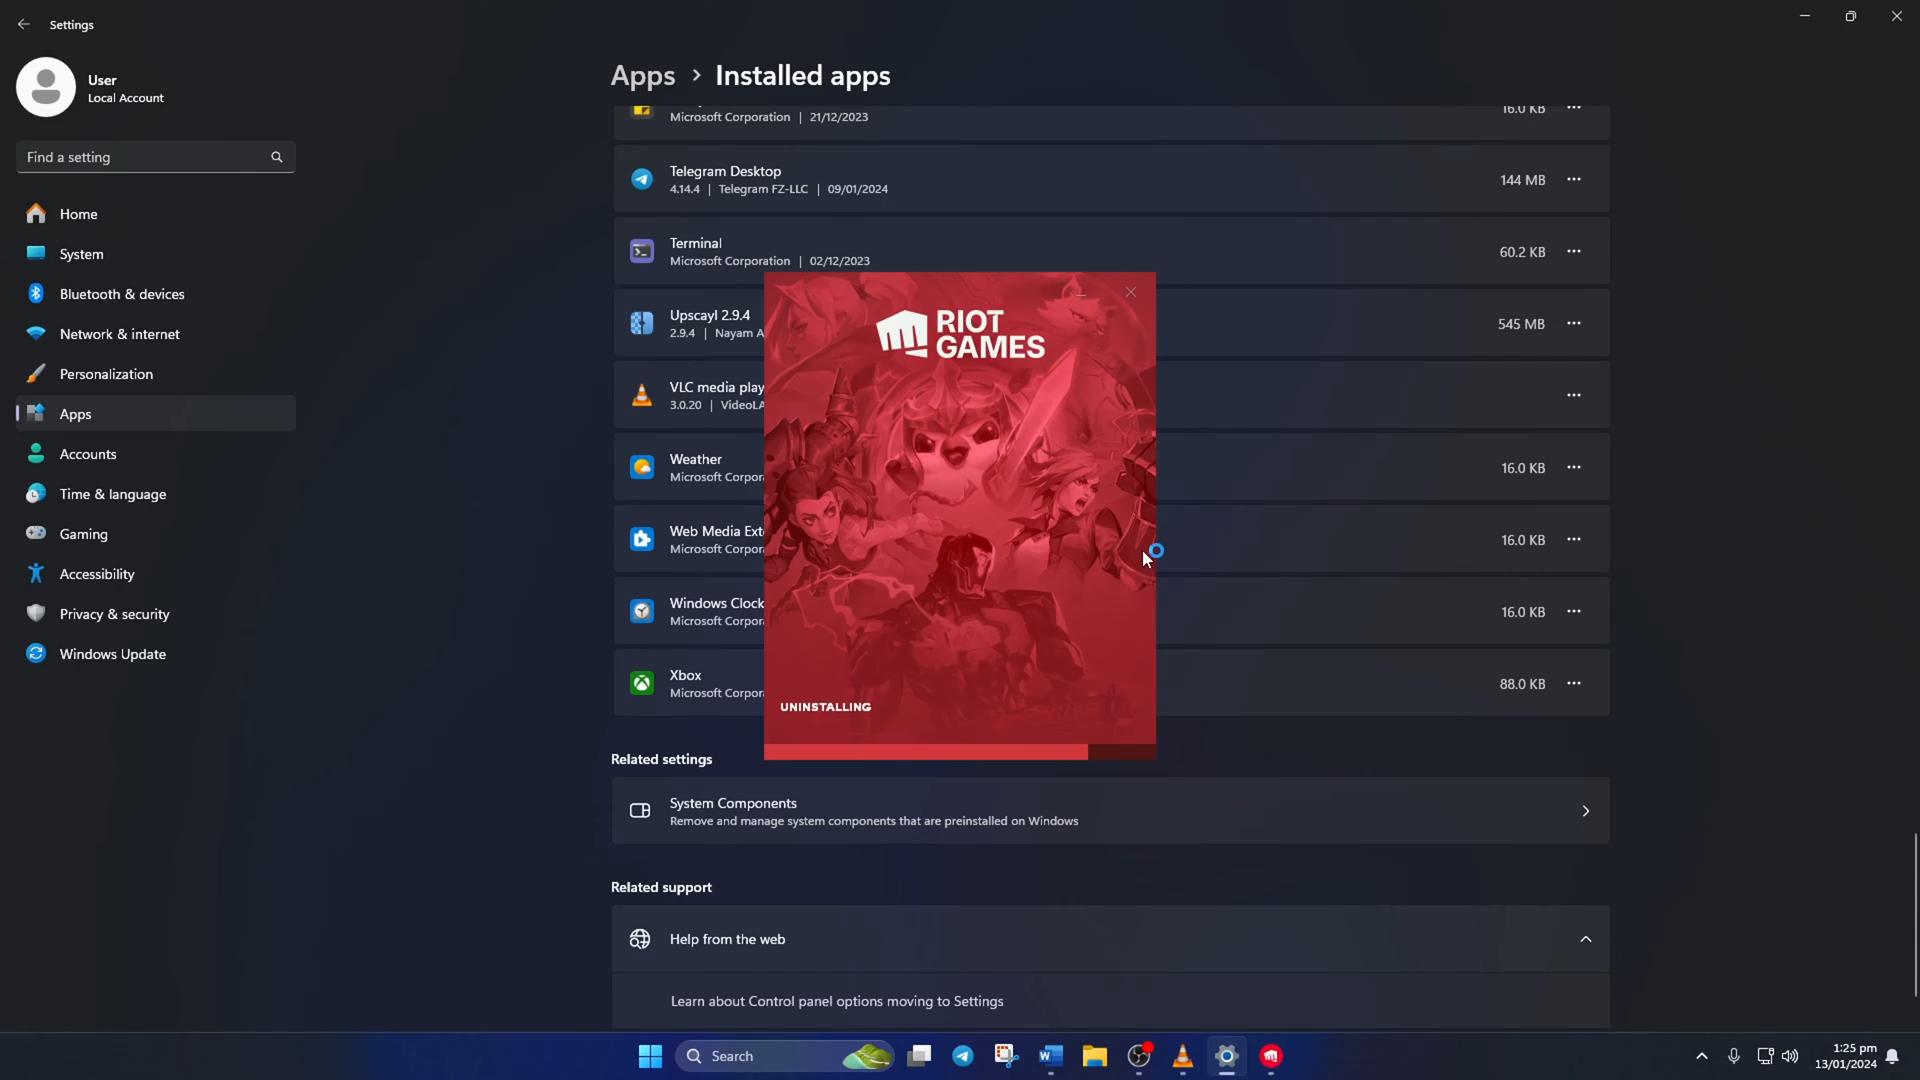 Settings
User
Local Account
Find a setting
Home
System
Bluetooth & devices
Network & internet
Personalization
Apps
Accounts
Time & language
Gaming
Accessibility
Privacy & security
Windows Update
Apps > Installed apps
Microsoft Corporation | 21/12/2023
16.0 KB
Telegram Desktop
4.14.4 | Telegram FZ-LLC | 09/01/2024
144 MB
Terminal
Microsoft Corporation | 02/12/2023
60.2 KB
Upscayl 2.9.4
2.9.4 | Nayam A
545 MB
VLC media play
3.0.20 | VideoLA
Weather
Microsoft Corpor
16.0 KB
Web Media Ext
Microsoft Corpor
16.0 KB
Windows Clock
Microsoft Corpor
16.0 KB
Xbox
Microsoft Corpor
88.0 KB
RIOT
GAMES
UNINSTALLING
Related settings
System Components
Remove and manage system components that are preinstalled on Windows
Related support
Help from the web
Learn about Control panel options moving to Settings
Search
1:25 pm
13/01/2024